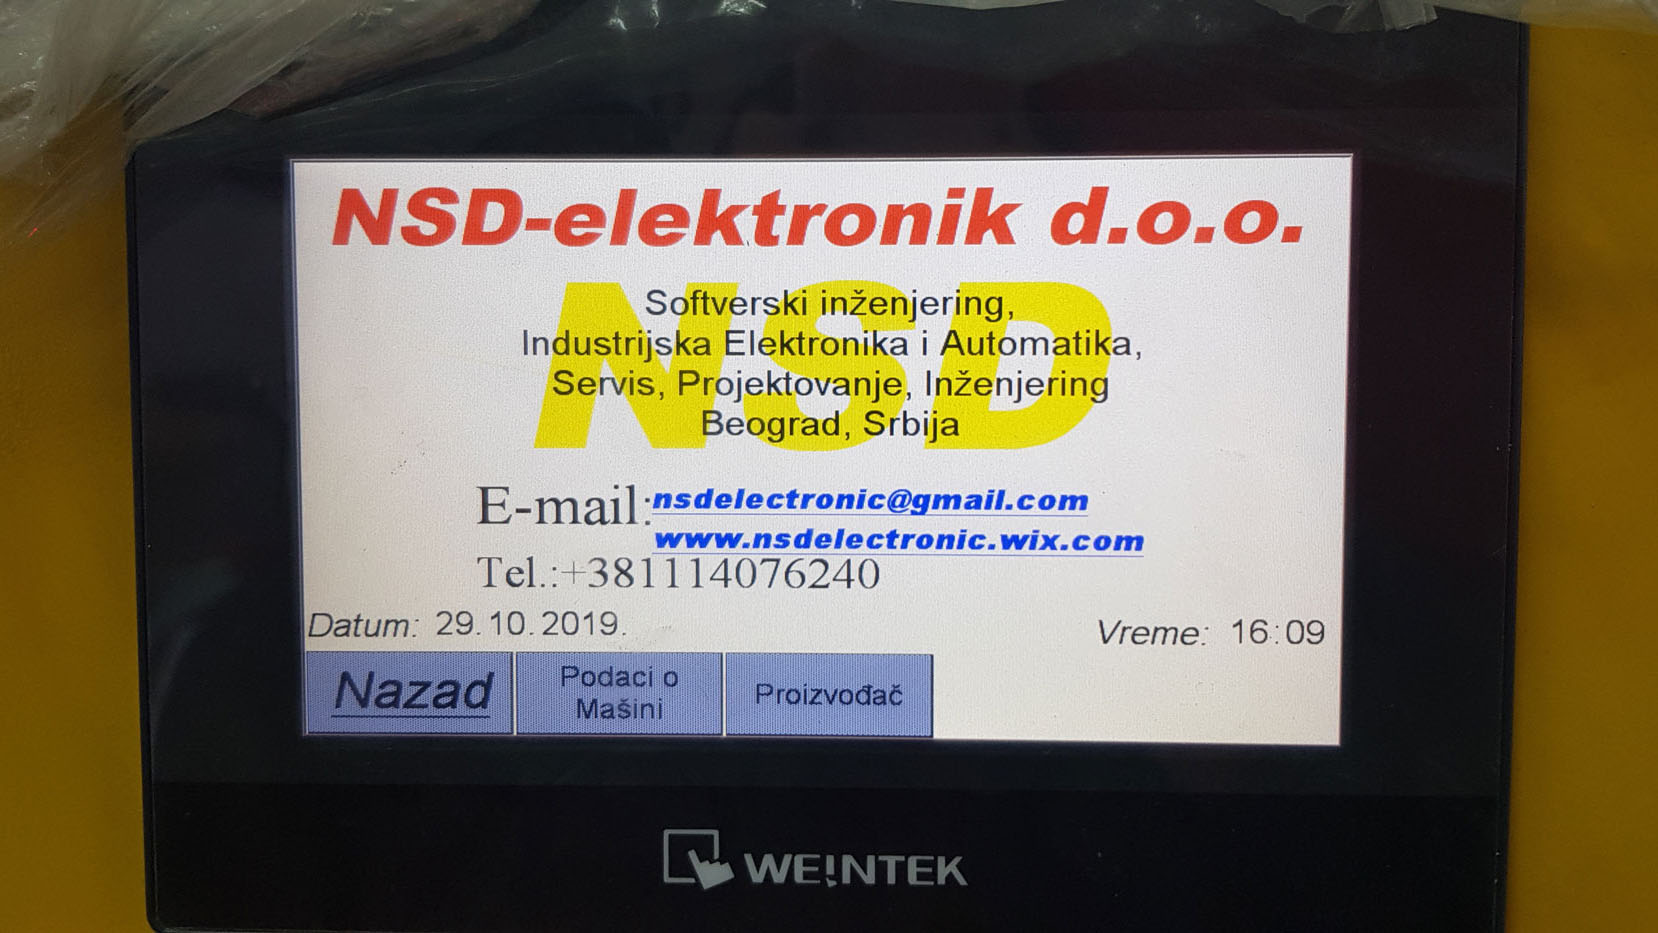 NSD-elektronik d.o.o.
NSD
Softverski inženjering,
Industrijska Elektronika i Automatika,
Servis, Projektovanje, Inženjering
Beograd, Srbija
E-mail: nsdelectronic@gmail.com
www.nsdelectronic.wix.com
Tel.:+381114076240
Datum: 29.10.2019. Vreme: 16:09
Nazad
Podaci o
Mašini
Proizvođač
WEINTEK